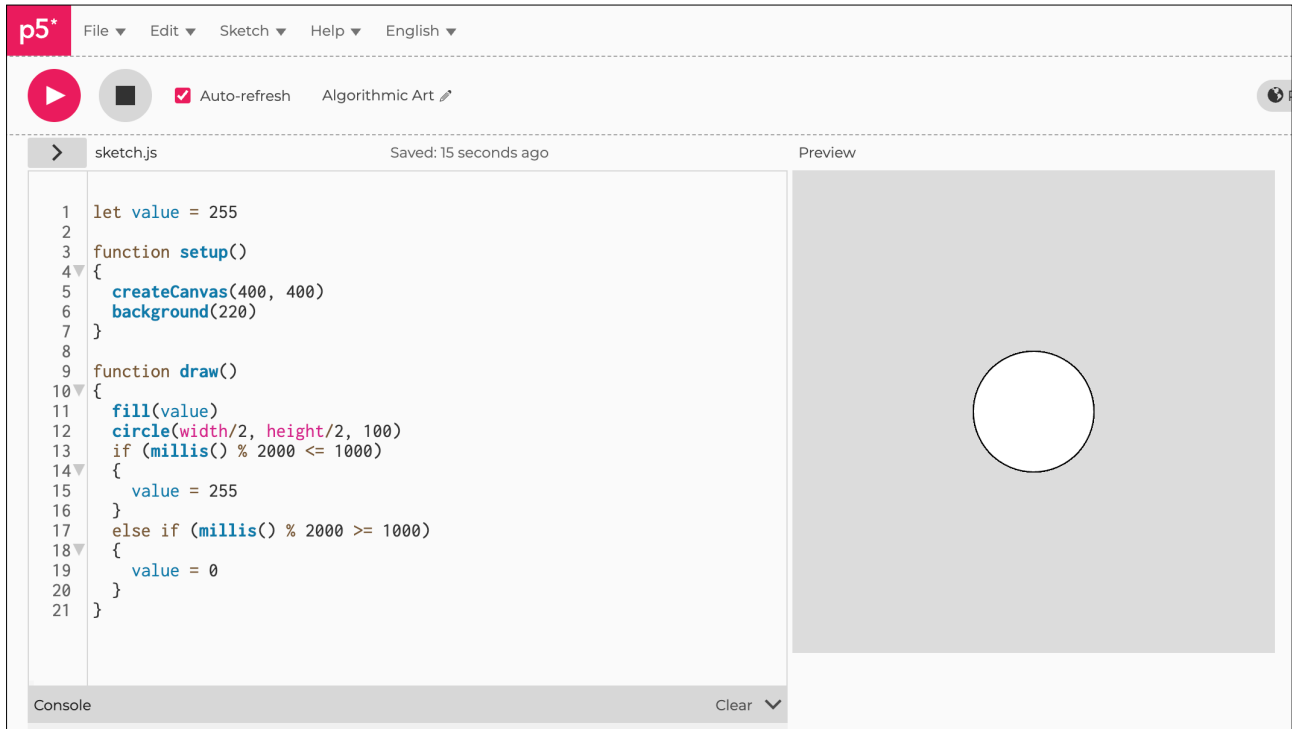 p5* File Edit Sketch Help English
Auto-refresh Algorithmic Art
sketch.js Saved: 15 seconds ago Preview
1 let value = 255
2
3 function setup()
4 {
5 createCanvas(400, 400)
6 background(220)
7 }
8
9 function draw()
10 {
11 fill(value)
12 circle(width/2, height/2, 100)
13 if (millis() % 2000 <= 1000)
14 {
15 value = 255
16 }
17 else if (millis() % 2000 >= 1000)
18 {
19 value = 0
20 }
21 }
Console Clear